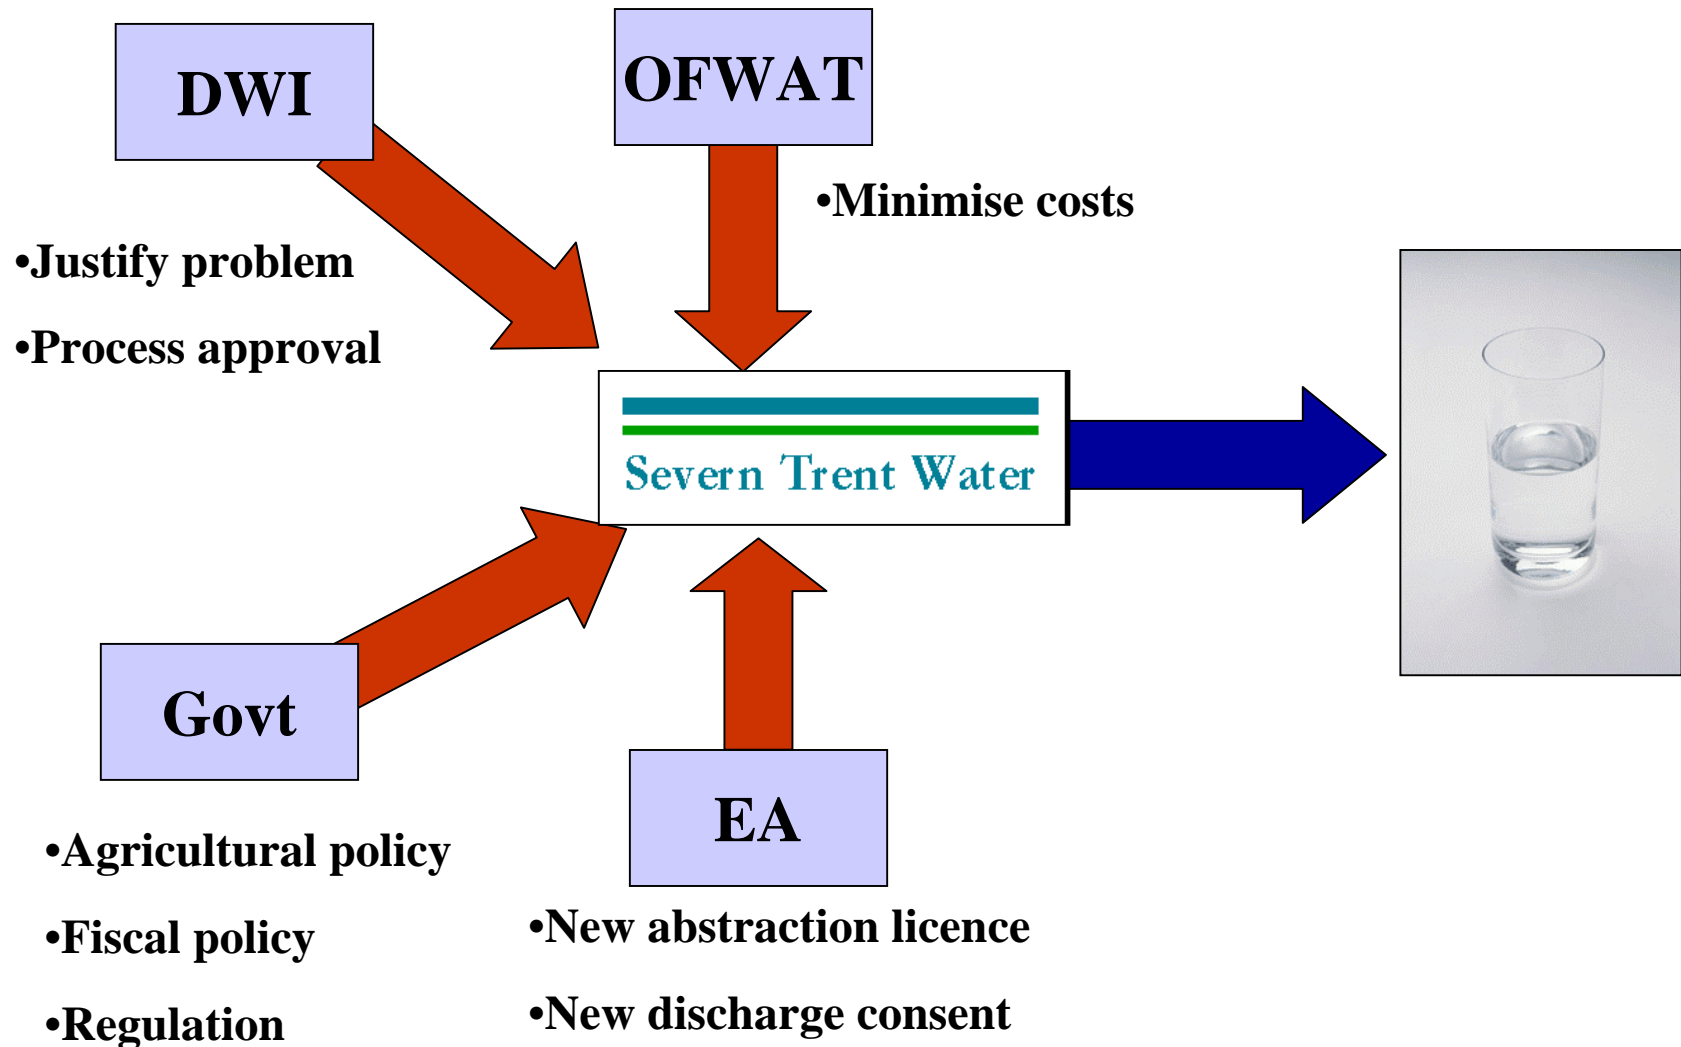 DWI
OFWAT
•Minimise costs
•Justify problem
•Process approval
Severn Trent Water
Govt
EA
•Agricultural policy
•Fiscal policy
•Regulation
•New abstraction licence
•New discharge consent